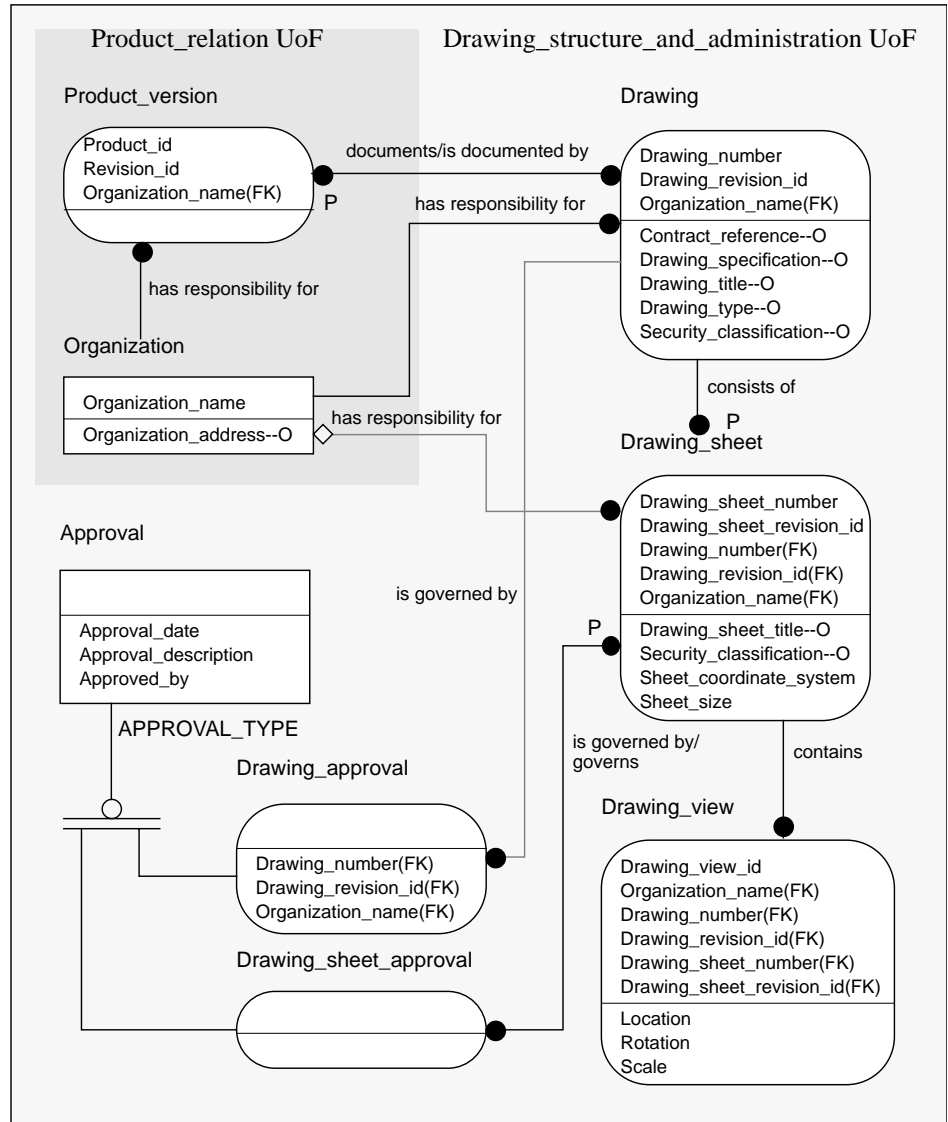 Product_relation UoF
Drawing_structure_and_administration UoF
Product_version
Product_id
Revision_id
Organization_name(FK)
documents/is documented by
P
has responsibility for
Drawing
Drawing_number
Drawing_revision_id
Organization_name(FK)
Contract_reference--O
Drawing_specification--O
Drawing_title--O
Drawing_type--O
Security_classification--O
has responsibility for
Organization
Organization_name
Organization_address--O
has responsibility for
consists of
P
Drawing_sheet
Drawing_sheet_number
Drawing_sheet_revision_id
Drawing_number(FK)
Drawing_revision_id(FK)
Organization_name(FK)
Drawing_sheet_title--O
Security_classification--O
Sheet_coordinate_system
Sheet_size
Approval
Approval_date
Approval_description
Approved_by
is governed by
P
APPROVAL_TYPE
is governed by/
governs
contains
Drawing_approval
Drawing_number(FK)
Drawing_revision_id(FK)
Organization_name(FK)
Drawing_view
Drawing_view_id
Organization_name(FK)
Drawing_number(FK)
Drawing_revision_id(FK)
Drawing_sheet_number(FK)
Drawing_sheet_revision_id(FK)
Location
Rotation
Scale
Drawing_sheet_approval